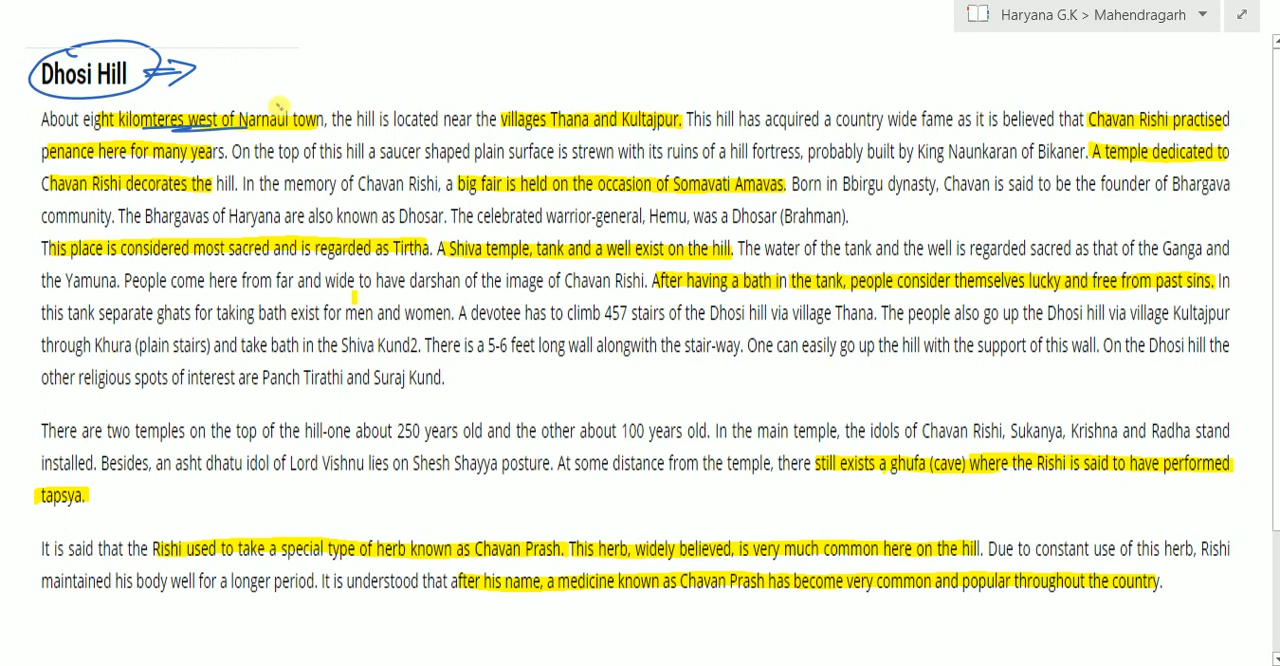 Haryana G.K > Mahendragarh
Dhosi Hill
About eight kilomteres west of Narnaul town, the hill is located near the villages Thana and Kultajpur. This hill has acquired a country wide fame as it is believed that Chavan Rishi practised
penance here for many years. On the top of this hill a saucer shaped plain surface is strewn with its ruins of a hill fortress, probably built by King Naunkaran of Bikaner. A temple dedicated to
Chavan Rishi decorates the hill. In the memory of Chavan Rishi, a big fair is held on the occasion of Somavati Amavas. Born in Bbirgu dynasty, Chavan is said to be the founder of Bhargava
community. The Bhargavas of Haryana are also known as Dhosar. The celebrated warrior-general, Hemu, was a Dhosar (Brahman).
This place is considered most sacred and is regarded as Tirtha. A Shiva temple, tank and a well exist on the hill. The water of the tank and the well is regarded sacred as that of the Ganga and
the Yamuna. People come here from far and wide to have darshan of the image of Chavan Rishi. After having a bath in the tank, people consider themselves lucky and free from past sins. In
this tank separate ghats for taking bath exist for men and women. A devotee has to climb 457 stairs of the Dhosi hill via village Thana. The people also go up the Dhosi hill via village Kultajpur
through Khura (plain stairs) and take bath in the Shiva Kund2. There is a 5-6 feet long wall alongwith the stair-way. One can easily go up the hill with the support of this wall. On the Dhosi hill the
other religious spots of interest are Panch Tirathi and Suraj Kund.
There are two temples on the top of the hill-one about 250 years old and the other about 100 years old. In the main temple, the idols of Chavan Rishi, Sukanya, Krishna and Radha stand
installed. Besides, an asht dhatu idol of Lord Vishnu lies on Shesh Shayya posture. At some distance from the temple, there still exists a ghufa (cave) where the Rishi is said to have performed
tapsya.
It is said that the Rishi used to take a special type of herb known as Chavan Prash. This herb, widely believed, is very much common here on the hill. Due to constant use of this herb, Rishi
maintained his body well for a longer period. It is understood that after his name, a medicine known as Chavan Prash has become very common and popular throughout the country.